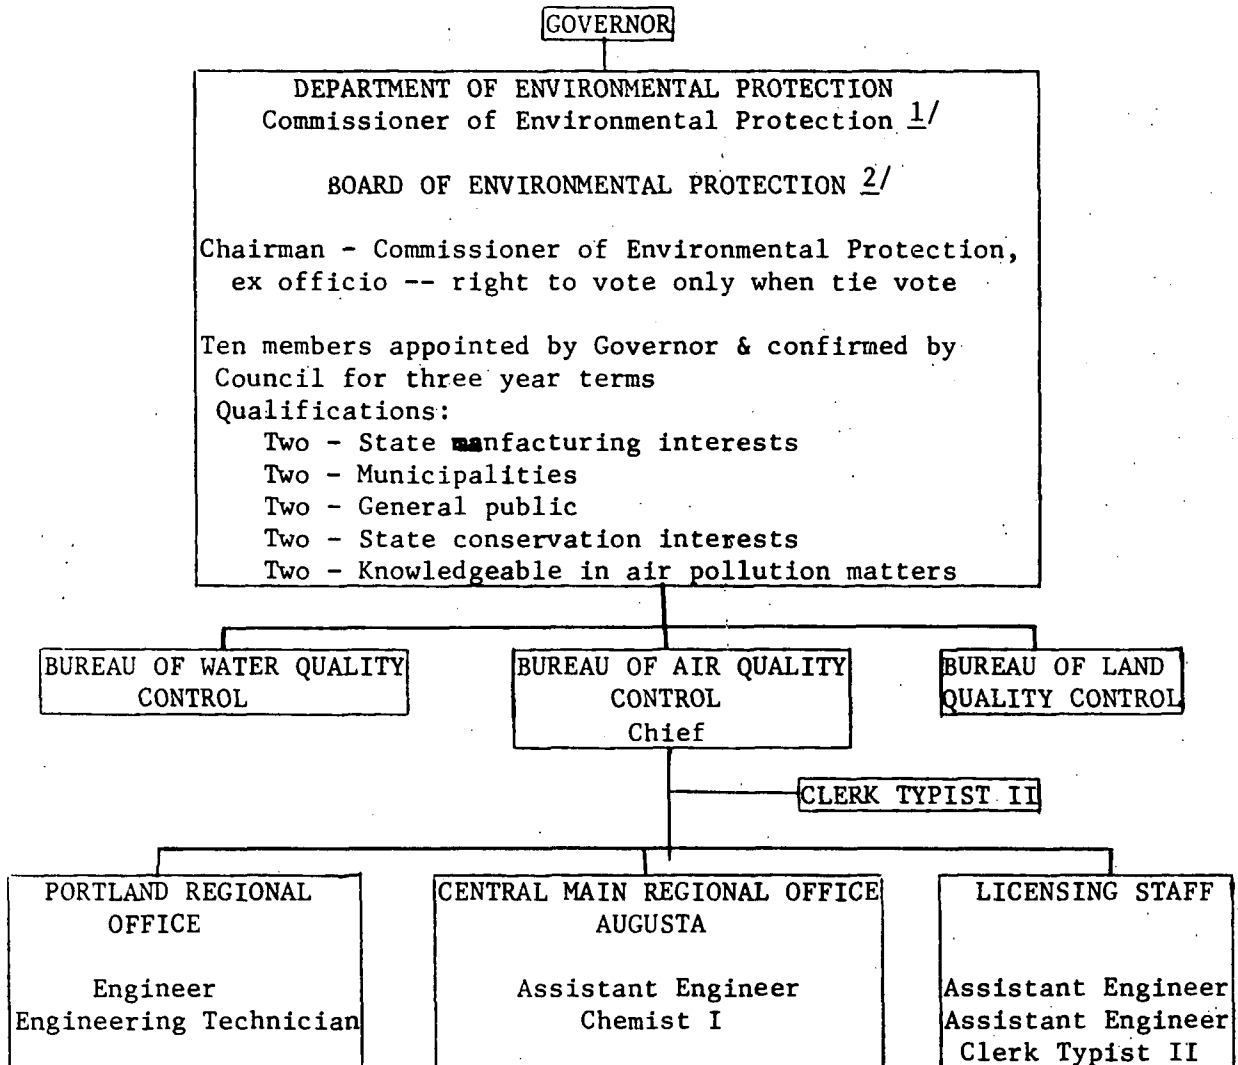 GOVERNOR
DEPARTMENT OF ENVIRONMENTAL PROTECTION
Commissioner of Environmental Protection 1/
BOARD OF ENVIRONMENTAL PROTECTION 2/
Chairman - Commissioner of Environmental Protection,
ex officio -- right to vote only when tie vote
Ten members appointed by Governor & confirmed by
Council for three year terms
Qualifications:
Two - State manfacturing interests
Two - Municipalities
Two - General public
Two - State conservation interests
Two - Knowledgeable in air pollution matters
BUREAU OF WATER QUALITY
CONTROL
BUREAU OF AIR QUALITY
CONTROL
Chief
BUREAU OF LAND
QUALITY CONTROL
CLERK TYPIST II
PORTLAND REGIONAL
OFFICE
Engineer
Engineering Technician
CENTRAL MAIN REGIONAL OFFICE
AUGUSTA
Assistant Engineer
Chemist I
LICENSING STAFF
Assistant Engineer
Assistant Engineer
Clerk Typist II